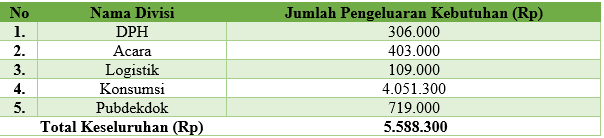 No Nama Divisi Jumlah Pengeluaran Kebutuhan (Rp)
1. DPH 306.000
2. Acara 403.000
3. Logistik 109.000
4. Konsumsi 4.051.300
5. Pubdekdok 719.000
Total Keseluruhan (Rp) 5.588.300